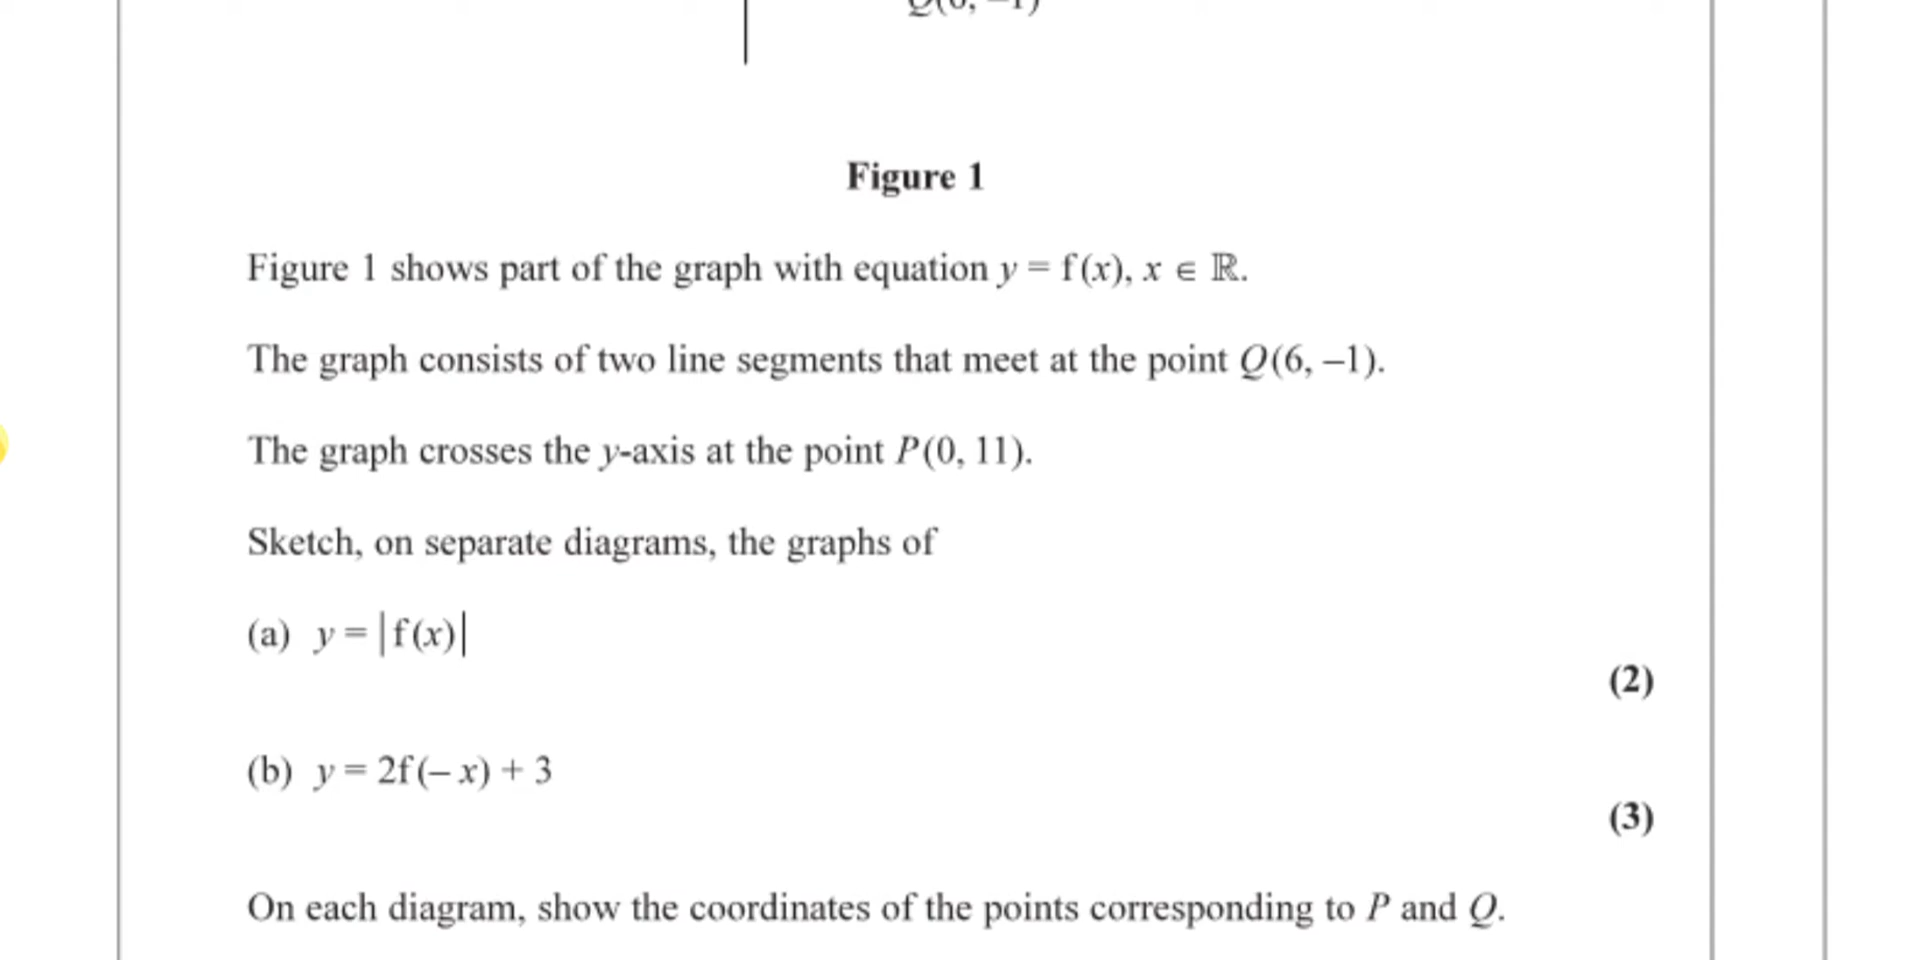 Q(6, –1)
Figure 1
Figure 1 shows part of the graph with equation y = f(x), x ∈ ℝ.
The graph consists of two line segments that meet at the point Q(6, –1).
The graph crosses the y-axis at the point P(0, 11).
Sketch, on separate diagrams, the graphs of
(a) y = |f(x)|
(2)
(b) y = 2f(– x) + 3
(3)
On each diagram, show the coordinates of the points corresponding to P and Q.